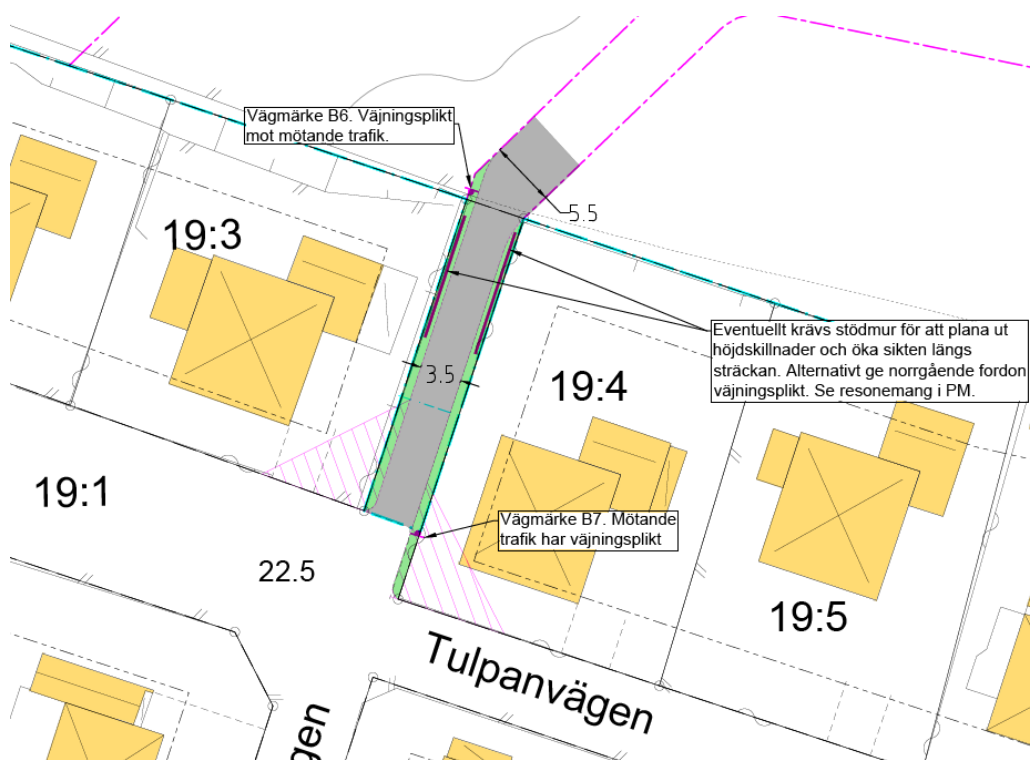 Vägmärke B6. Väjningsplikt
mot mötande trafik.
5.5
19:3
Eventuellt krävs stödmur för att plana ut
höjdskillnader och öka sikten längs
sträckan. Alternativt ge norrgående fordon
väjningsplikt. Se resonemang i PM.
3.5
19:4
19:1
Vägmärke B7. Mötande
trafik har väjningsplikt
22.5
19:5
Tulpanvägen
gen